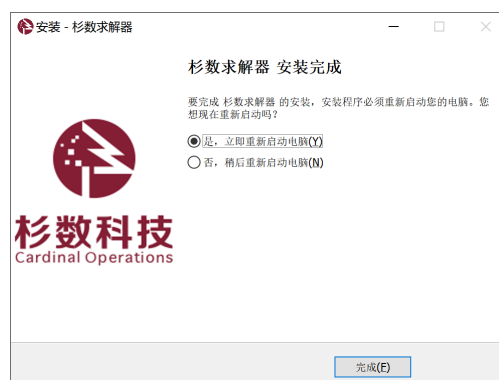 安装 - 杉数求解器
杉数求解器 安装完成
要完成 杉数求解器 的安装，安装程序必须重新启动您的电脑。您
想现在重新启动吗？
是，立即重新启动电脑(Y)
否，稍后重新启动电脑(N)
杉数科技
Cardinal Operations
完成(F)